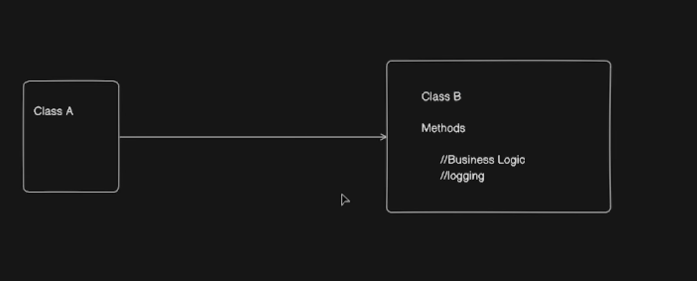 Class A
Class B
Methods
//Business Logic
//logging